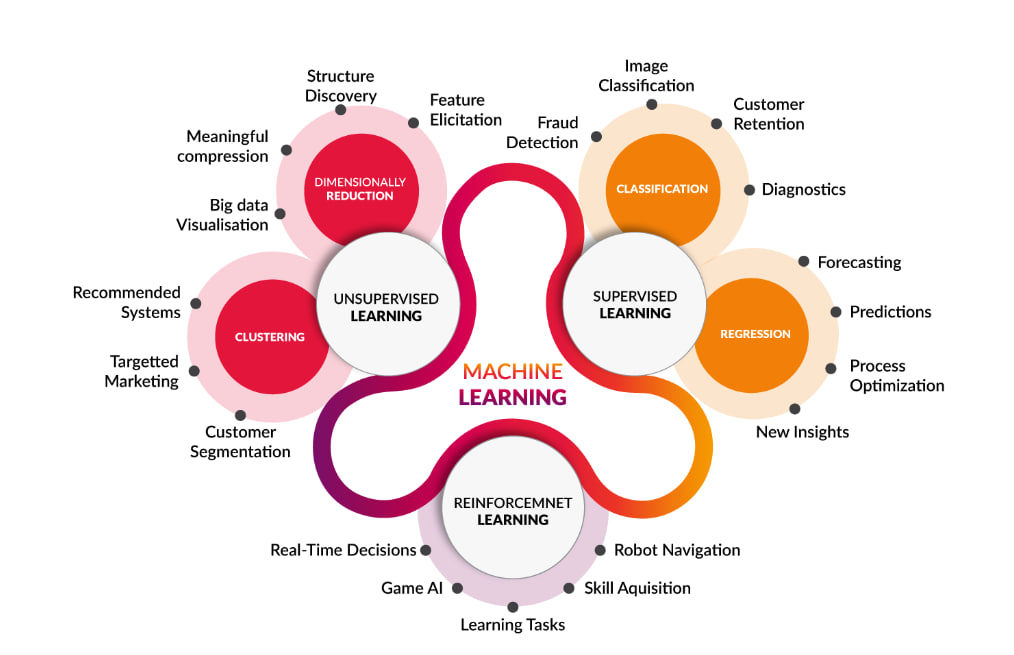 Structure
Discovery
Feature
Elicitation
Meaningful
compression
Big data
Visualisation
DIMENSIONALLY
REDUCTION
UNSUPERVISED
LEARNING
Recommended
Systems
Targetted
Marketing
Customer
Segmentation
CLUSTERING
Image
Classification
Customer
Retention
Fraud
Detection
Diagnostics
CLASSIFICATION
SUPERVISED
LEARNING
Forecasting
Predictions
Process
Optimization
New Insights
REGRESSION
MACHINE
LEARNING
REINFORCEMNET
LEARNING
Real-Time Decisions
Game AI
Learning Tasks
Skill Aquisition
Robot Navigation